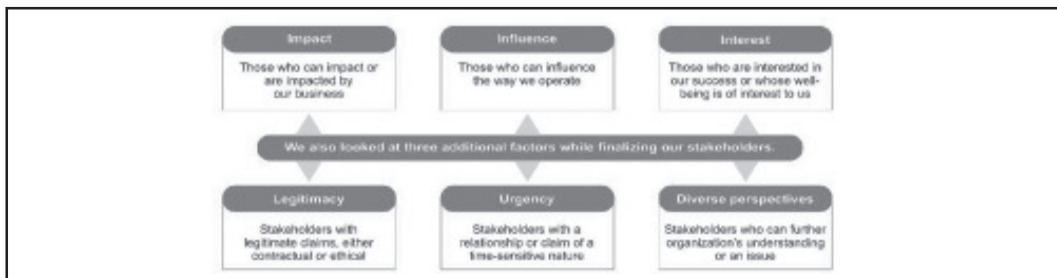 Impact
Those who can impact or
are impacted by
our business
Influence
Those who can influence
the way we operate
Interest
Those who are interested in
our success or whose well-
being is of interest to us
We also looked at three additional factors while finalizing our stakeholders.
Legitimacy
Stakeholders with
legitimate claims, either
contractual or ethical
Urgency
Stakeholders with a
relationship or claim of a
time-sensitive nature
Diverse perspectives
Stakeholders who can further
organization's understanding
or an issue